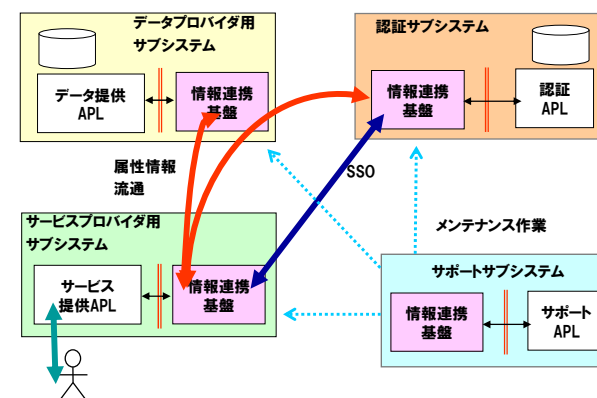 データプロバイダ用
サブシステム
データ提供
APL
情報連携
基盤
認証サブシステム
情報連携
基盤
認証
APL
属性情報
流通
SSO
サービスプロバイダ用
サブシステム
サービス
提供APL
情報連携
基盤
メンテナンス作業
サポートサブシステム
情報連携
基盤
サポート
APL